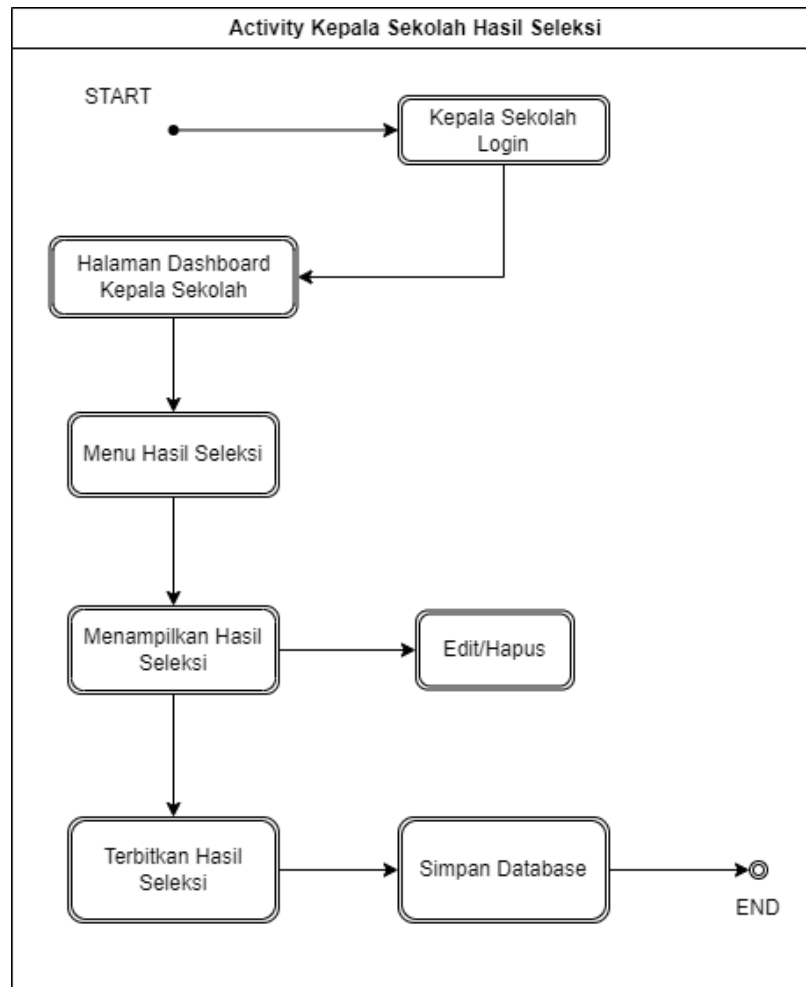 Activity Kepala Sekolah Hasil Seleksi
START
Kepala Sekolah
Login
Halaman Dashboard
Kepala Sekolah
Menu Hasil Seleksi
Menampilkan Hasil
Seleksi
Edit/Hapus
Terbitkan Hasil
Seleksi
Simpan Database
END